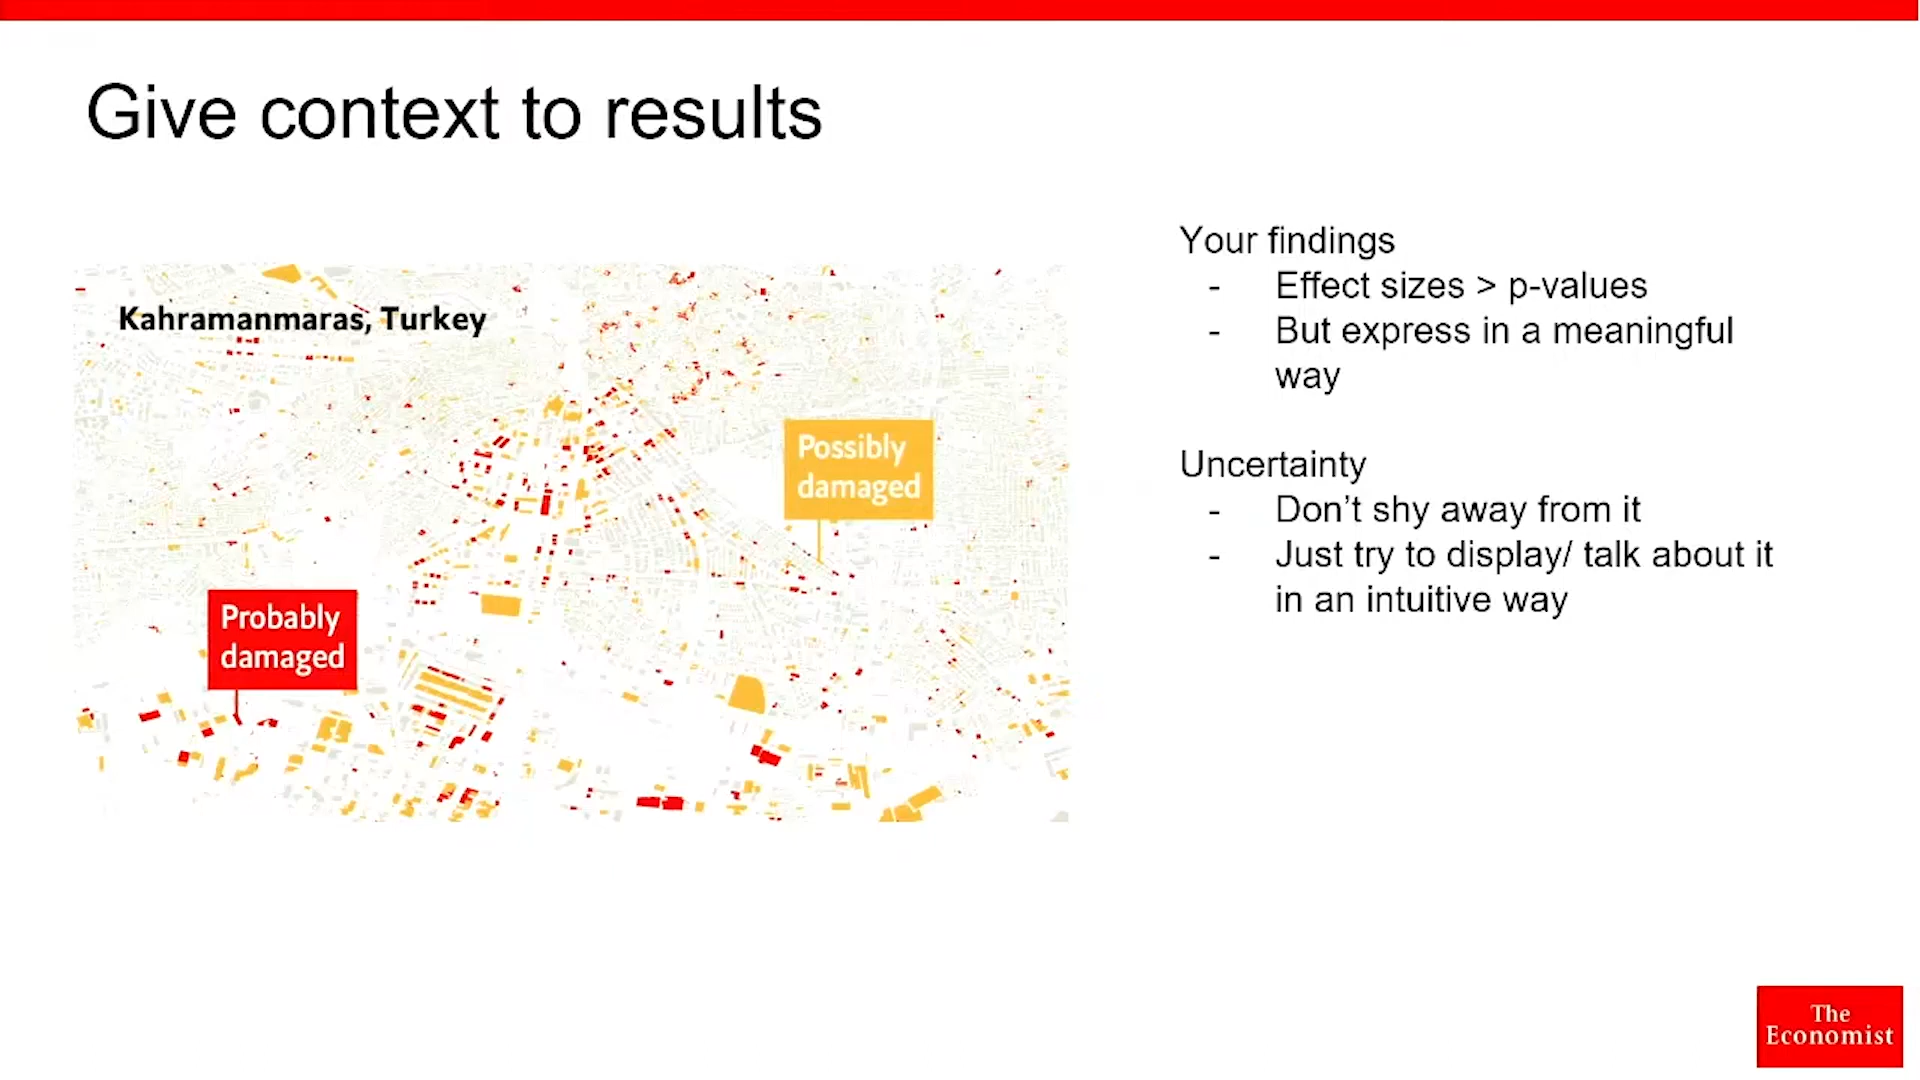 Give context to results
Kahramanmaras, Turkey
Possibly
damaged
Probably
damaged
Your findings
- Effect sizes > p-values
- But express in a meaningful
way
Uncertainty
- Don’t shy away from it
- Just try to display/ talk about it
in an intuitive way
The
Economist